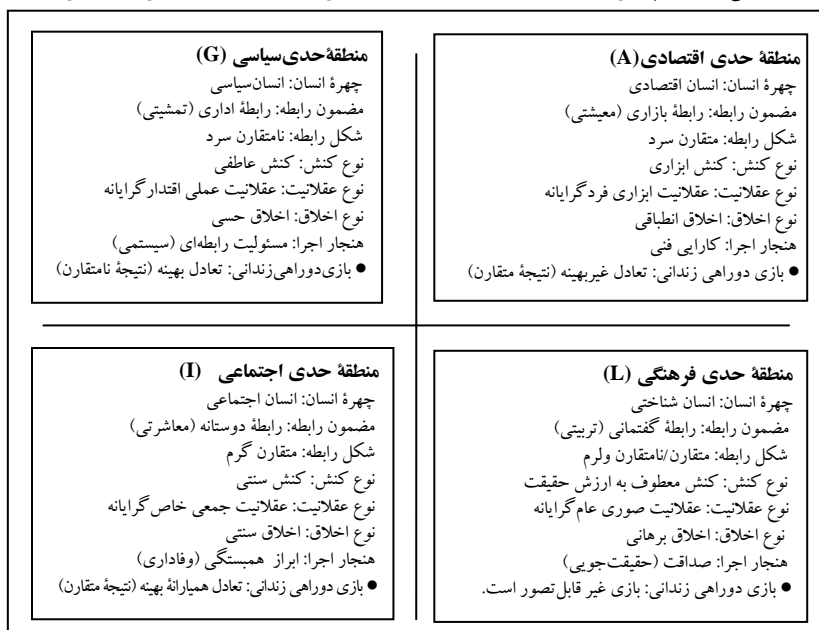 منطقهٔ حدی اقتصادی (A)
چهرهٔ انسان: انسان اقتصادی
مضمون رابطه: رابطهٔ بازاری (معیشتی)
شکل رابطه: متقارن سرد
نوع کنش: کنش ابزاری
نوع عقلانیت: عقلانیت ابزاری فردگرایانه
نوع اخلاق: اخلاق انطباقی
هنجار اجرا: کارایی فنی
● بازی دوراهی زندانی: تعادل غیربهینه (نتیجهٔ متقارن)
منطقهٔ حدی سیاسی (G)
چهرهٔ انسان: انسان سیاسی
مضمون رابطه: رابطهٔ اداری (تمشیتی)
شکل رابطه: نامتقارن سرد
نوع کنش: کنش عاطفی
نوع عقلانیت: عقلانیت عملی اقتدارگرایانه
نوع اخلاق: اخلاق حسی
هنجار اجرا: مسئولیت رابطه‌ای (سیستمی)
● بازی دوراهی زندانی: تعادل بهینه (نتیجهٔ نامتقارن)
منطقهٔ حدی فرهنگی (L)
چهرهٔ انسان: انسان شناختی
مضمون رابطه: رابطهٔ گفتمانی (تربیتی)
شکل رابطه: متقارن/نامتقارن ولرم
نوع کنش: کنش معطوف به ارزش حقیقت
نوع عقلانیت: عقلانیت صوری عام‌گرایانه
نوع اخلاق: اخلاق برهانی
هنجار اجرا: صداقت (حقیقت‌جویی)
● بازی دوراهی زندانی: بازی غیر قابل تصور است.
منطقهٔ حدی اجتماعی (I)
چهرهٔ انسان: انسان اجتماعی
مضمون رابطه: رابطهٔ دوستانه (معاشرتی)
شکل رابطه: متقارن گرم
نوع کنش: کنش سنتی
نوع عقلانیت: عقلانیت جمعی خاص‌گرایانه
نوع اخلاق: اخلاق سنتی
هنجار اجرا: ابراز همبستگی (وفاداری)
● بازی دوراهی زندانی: تعادل همیارانهٔ بهینه (نتیجهٔ متقارن)